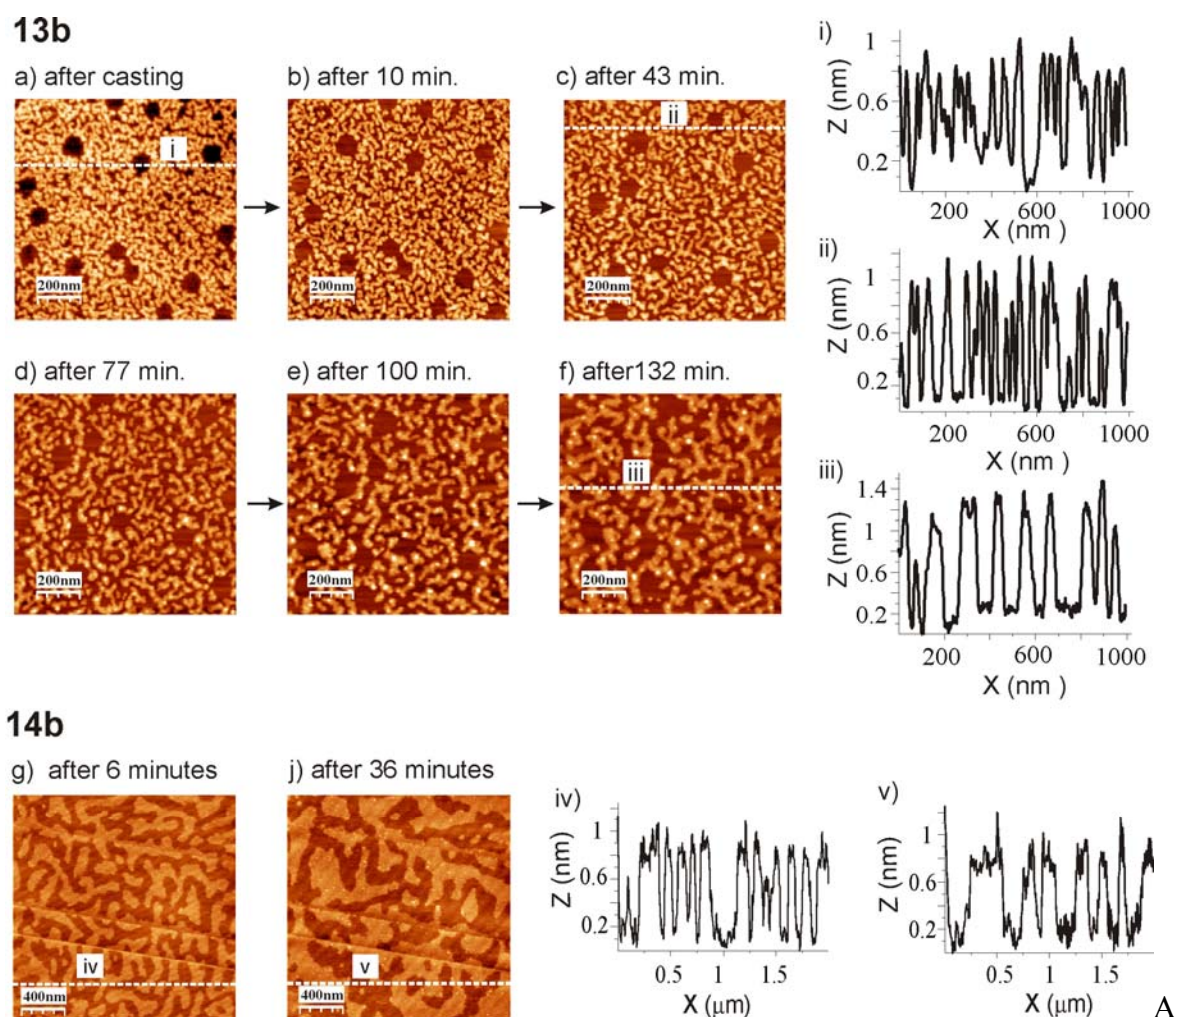 13b
a) after casting
b) after 10 min.
c) after 43 min.
i
200nm
200nm
ii
200nm
d) after 77 min.
e) after 100 min.
f) after132 min.
200nm
200nm
iii
200nm
i)
Z (nm)
1
0.6
0.2
200 600 1000
X (nm)
ii)
Z (nm)
1
0.6
0.2
200 600 1000
X (nm)
iii)
Z (nm)
1.4
1
0.6
0.2
200 600 1000
X (nm )
14b
g) after 6 minutes
j) after 36 minutes
iv
400nm
v
400nm
iv)
Z (nm)
1
0.6
0.2
0.5 1 1.5
X (μm)
v)
Z (nm)
1
0.6
0.2
0.5 1 1.5
X (μm)
A